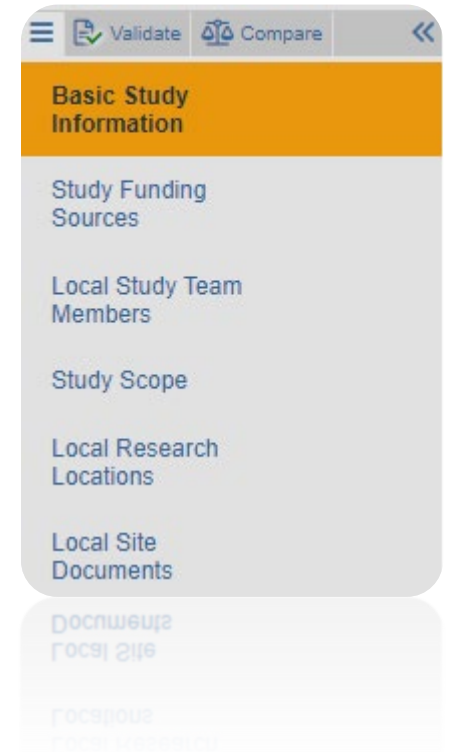 Validate Compare
Basic Study
Information
Study Funding
Sources
Local Study Team
Members
Study Scope
Local Research
Locations
Local Site
Documents